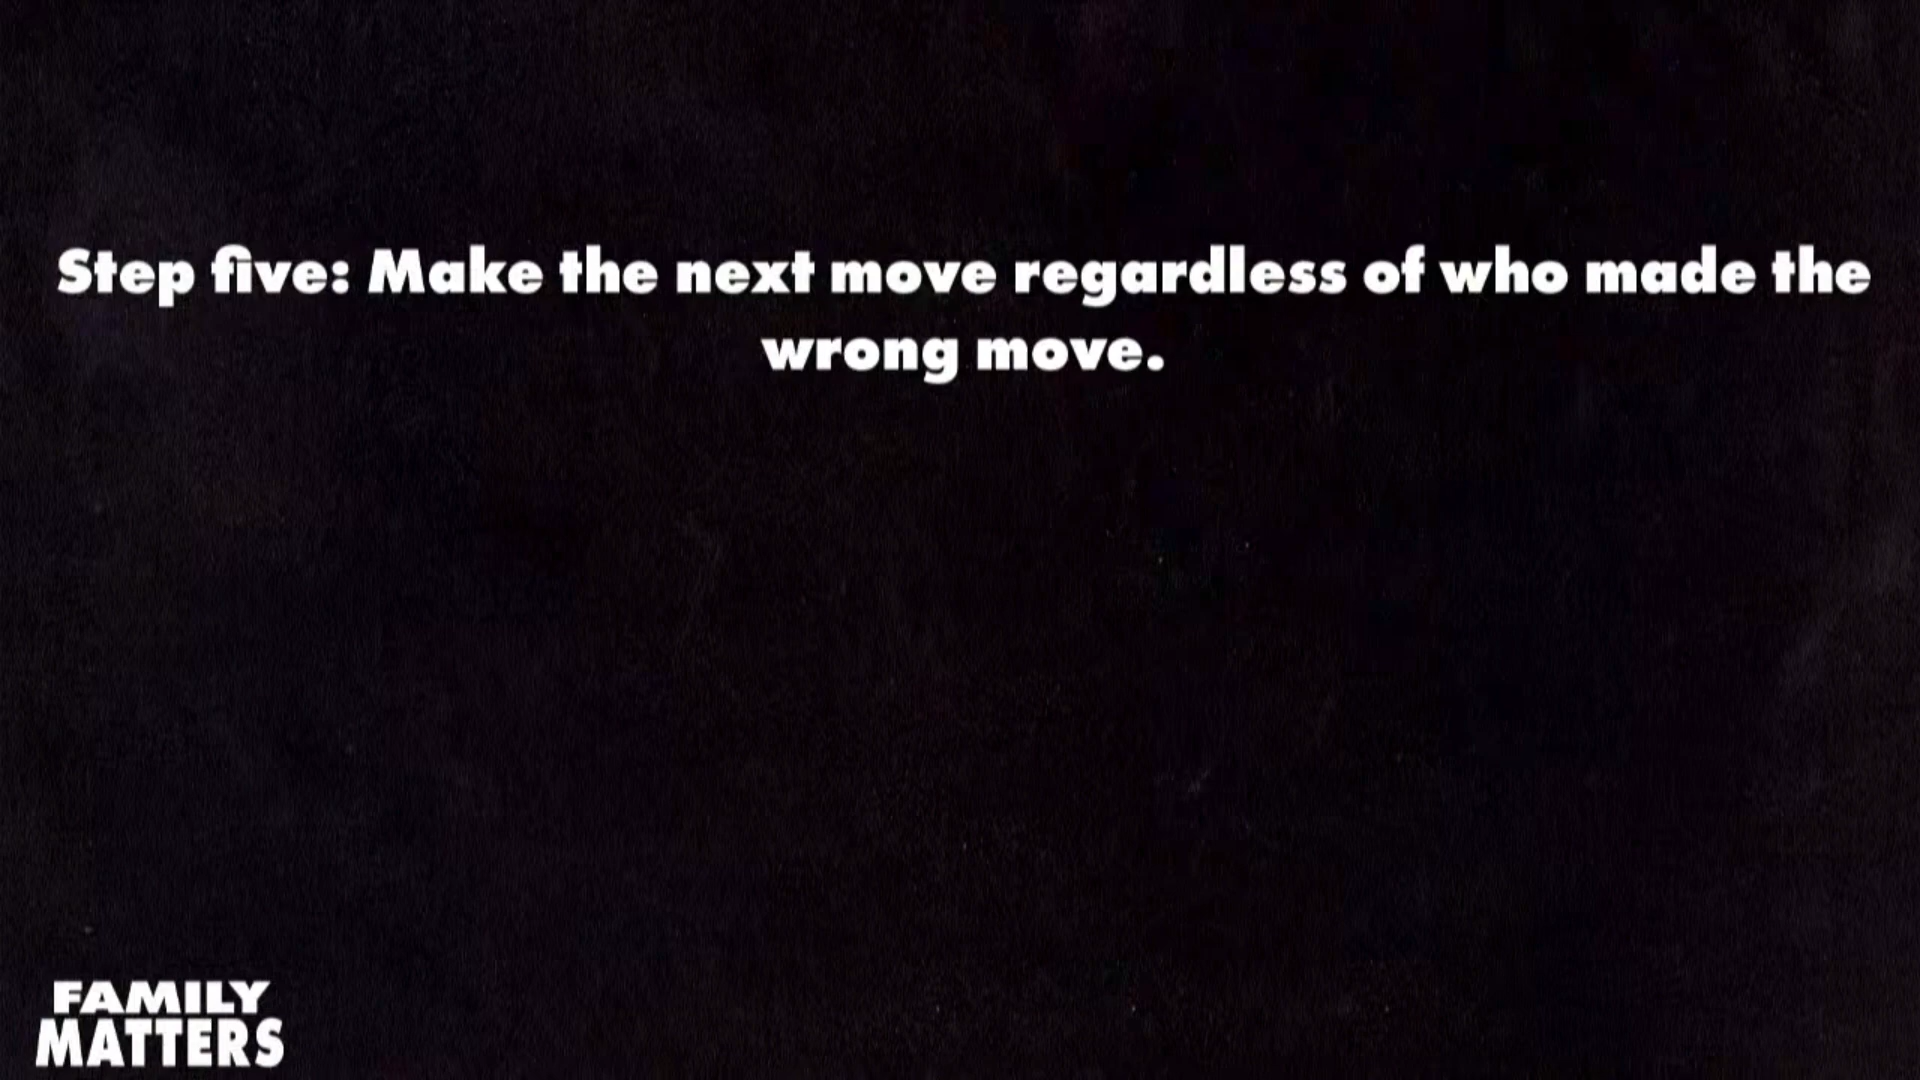 Step five: Make the next move regardless of who made the
wrong move.
FAMILY
MATTERS